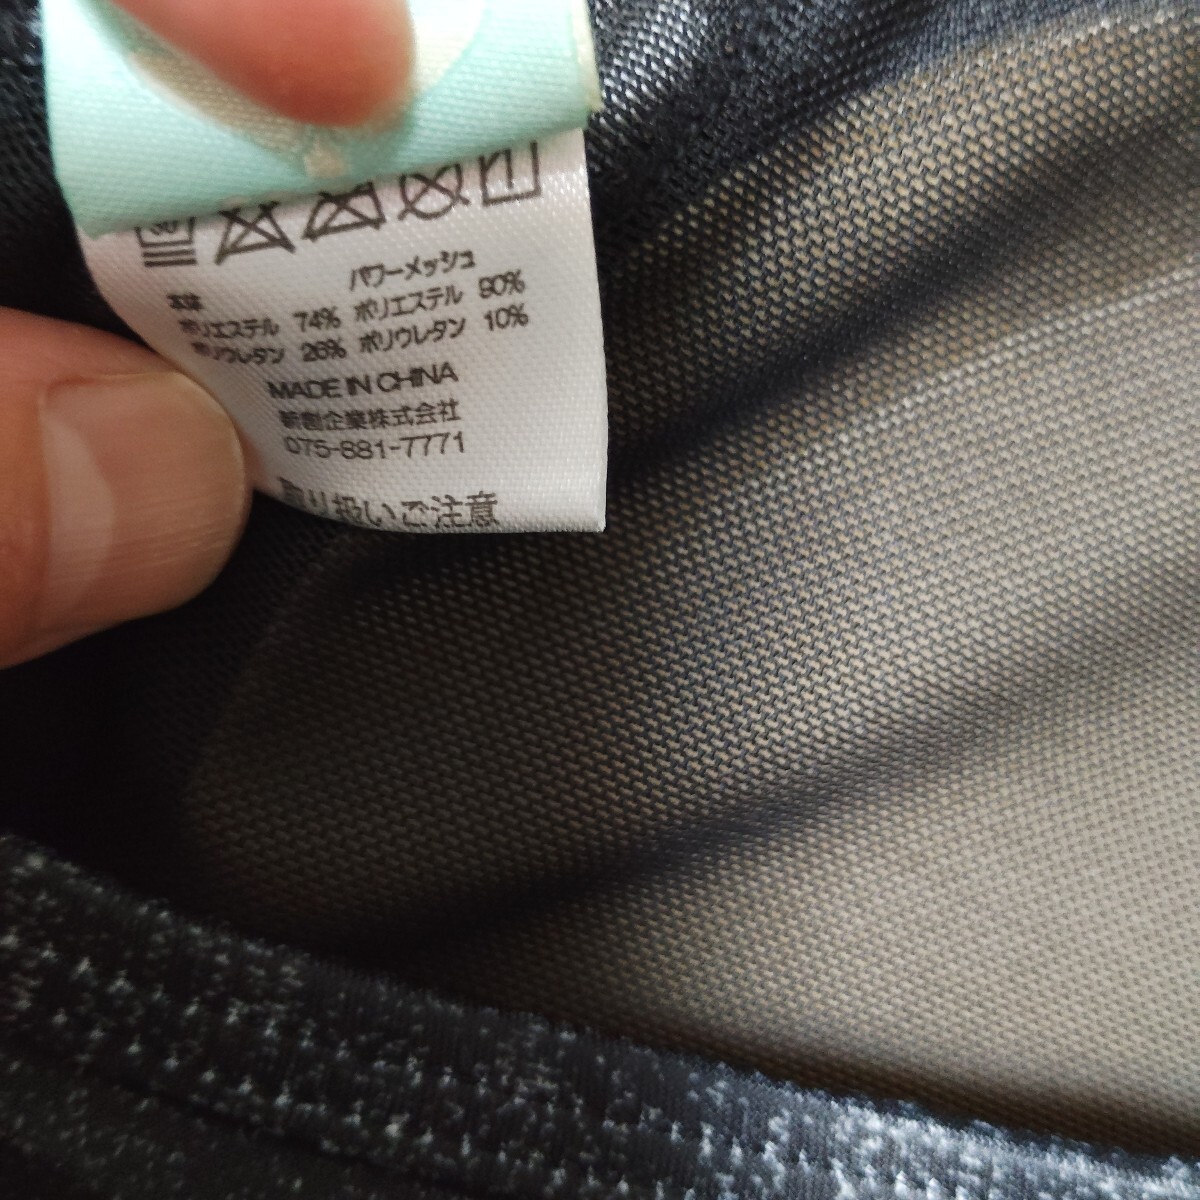 30
パワーメッシュ
本体
ポリエステル 74% ポリエステル 90%
ポリウレタン 26% ポリウレタン 10%
MADE IN CHINA
新創企業株式会社
075-881-7771
取り扱いご注意